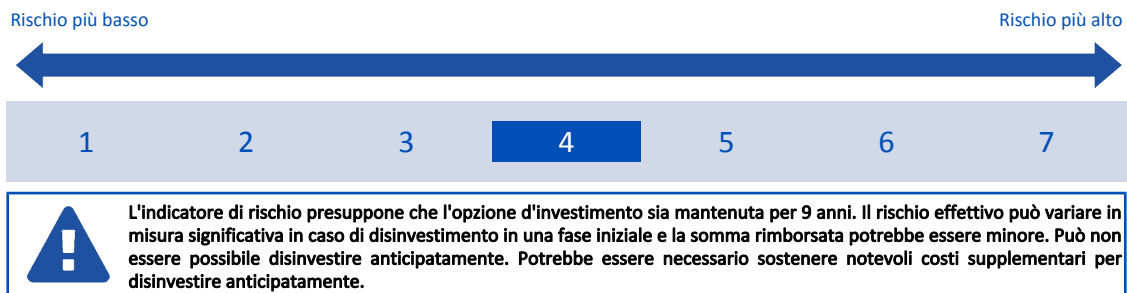 Rischio più basso Rischio più alto
1 2 3 4 5 6 7
L'indicatore di rischio presuppone che l'opzione d'investimento sia mantenuta per 9 anni. Il rischio effettivo può variare in
misura significativa in caso di disinvestimento in una fase iniziale e la somma rimborsata potrebbe essere minore. Può non
essere possibile disinvestire anticipatamente. Potrebbe essere necessario sostenere notevoli costi supplementari per
disinvestire anticipatamente.